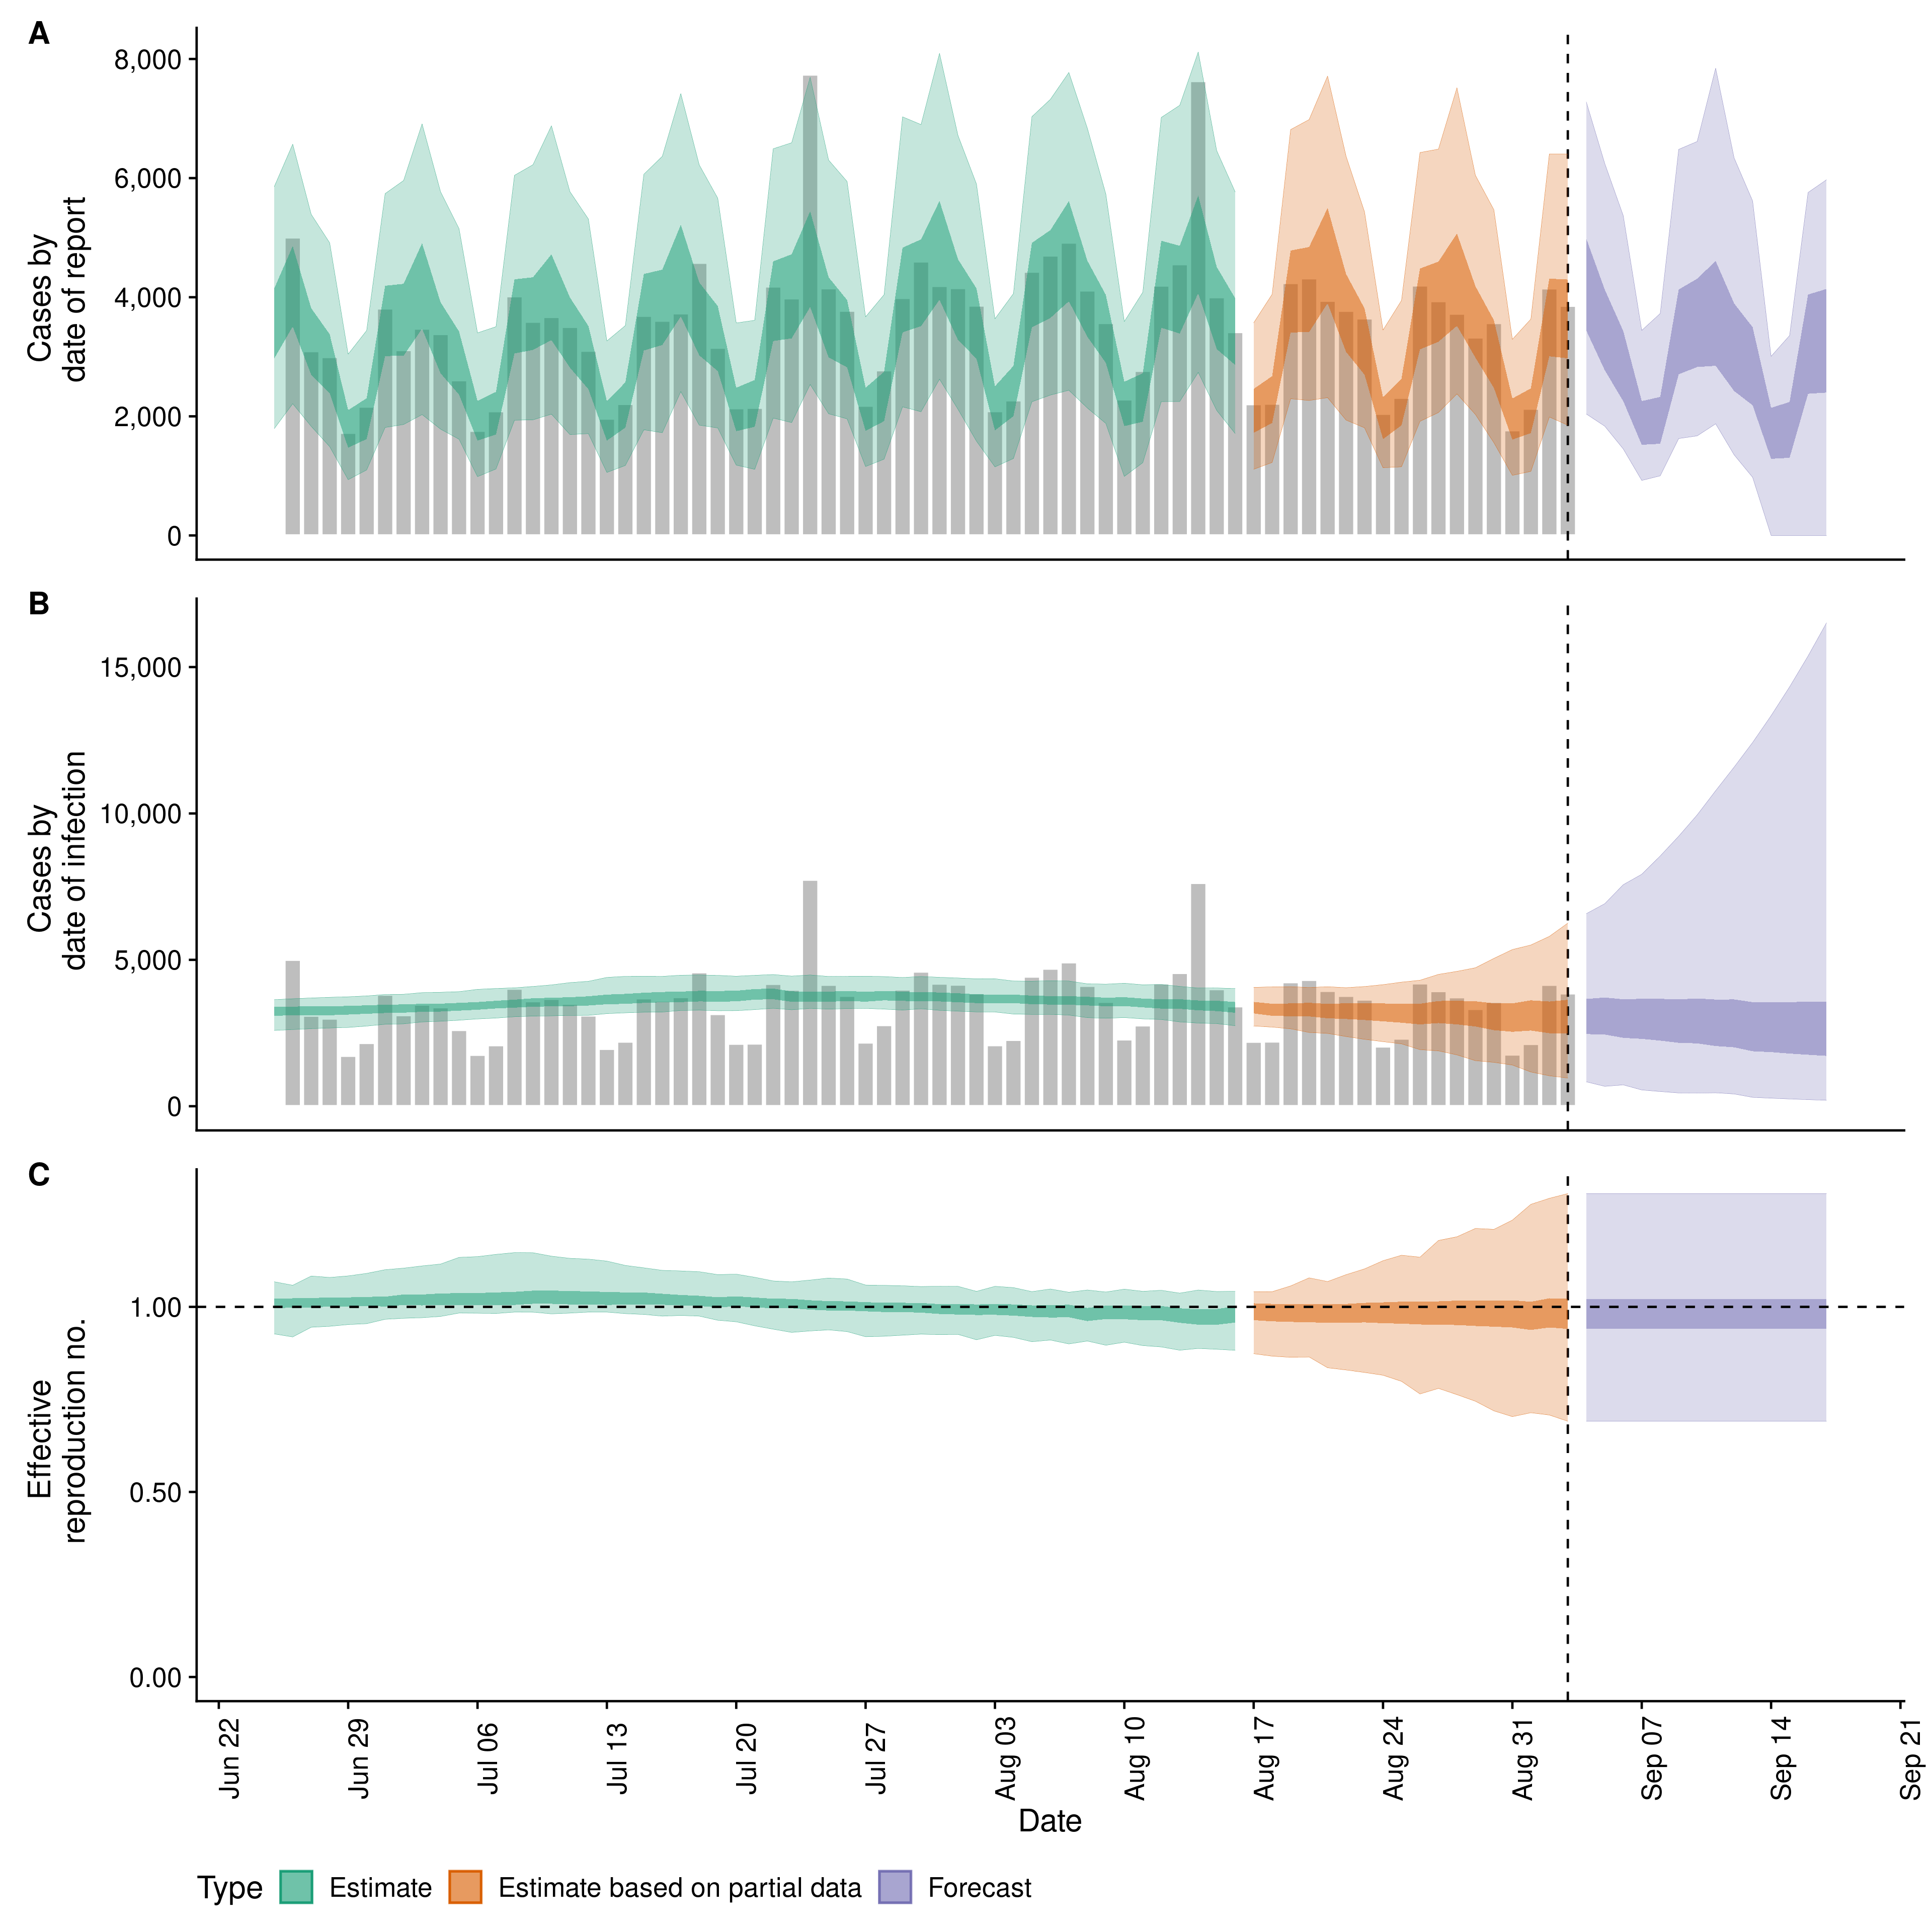 A
Cases by
date of report
8,000
6,000
4,000
2,000
0
B
Cases by
date of infection
15,000
10,000
5,000
0
C
Effective
reproduction no.
1.00
0.50
0.00
Jun 22
Jun 29
Jul 06
Jul 13
Jul 20
Jul 27
Aug 03
Aug 10
Aug 17
Aug 24
Aug 31
Sep 07
Sep 14
Sep 21
Date
Type Estimate Estimate based on partial data Forecast